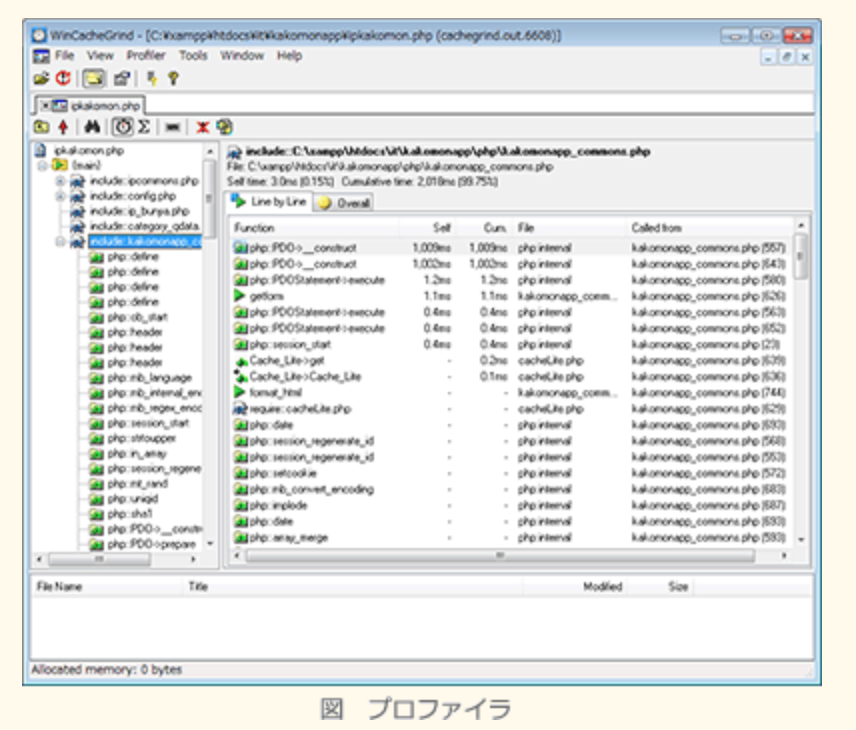 WinCacheGrind - [C:¥xampp¥htdocs¥it¥kakomonapp¥ipkakomon.php (cachegrind.out.6608)]
File View Profiler Tools Window Help
ipkakomon.php
ipkakomon.php
{main}
include::ipcommons.php
include::config.php
include::ip_bunya.php
include::category_qdata.
include::kakomonapp_co
php::define
php::define
php::define
php::define
php::ob_start
php::header
php::header
php::header
php::mb_language
php::mb_internal_enc
php::mb_regex_enco
php::session_start
php::strtoupper
php::in_array
php::session_regene
php::mt_rand
php::uniqid
php::sha1
php::PDO->__constr
php::PDO->prepare
include::C:\xampp\htdocs\it\kakomonapp\php\kakomonapp_commons.php
File: C:\xampp\htdocs\it\kakomonapp\php\kakomonapp_commons.php
Self time: 3.0ms (0.15%) Cumulative time: 2,018ms (99.75%)
Line by Line Overall
Function Self Cum. File Called from
php::PDO->__construct 1,009ms 1,009ms php:internal kakomonapp_commons.php (557)
php::PDO->__construct 1,002ms 1,002ms php:internal kakomonapp_commons.php (643)
php::PDOStatement->execute 1.2ms 1.2ms php:internal kakomonapp_commons.php (580)
getform 1.1ms 1.1ms kakomonapp_comm... kakomonapp_commons.php (626)
php::PDOStatement->execute 0.4ms 0.4ms php:internal kakomonapp_commons.php (563)
php::PDOStatement->execute 0.4ms 0.4ms php:internal kakomonapp_commons.php (652)
php::session_start 0.4ms 0.4ms php:internal kakomonapp_commons.php (23)
Cache_Lite->get - 0.2ms cacheLite.php kakomonapp_commons.php (639)
Cache_Lite->Cache_Lite - 0.1ms cacheLite.php kakomonapp_commons.php (636)
format_html - - kakomonapp_comm... kakomonapp_commons.php (744)
require::cacheLite.php - - cacheLite.php kakomonapp_commons.php (629)
php::date - - php:internal kakomonapp_commons.php (693)
php::session_regenerate_id - - php:internal kakomonapp_commons.php (568)
php::session_regenerate_id - - php:internal kakomonapp_commons.php (553)
php::setcookie - - php:internal kakomonapp_commons.php (572)
php::mb_convert_encoding - - php:internal kakomonapp_commons.php (683)
php::implode - - php:internal kakomonapp_commons.php (687)
php::date - - php:internal kakomonapp_commons.php (693)
php::array_merge - - php:internal kakomonapp_commons.php (593)
File Name Title Modified Size
Allocated memory: 0 bytes
図 プロファイラ